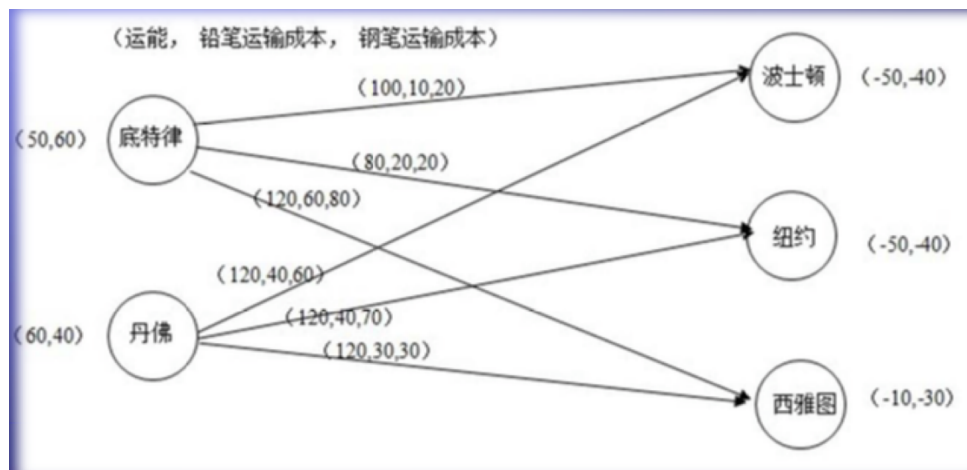 （运能， 铅笔运输成本， 钢笔运输成本）
波士顿
（-50,-40）
（100,10,20）
（50,60）
底特律
（80,20,20）
（120,60,80）
纽约
（-50,-40）
（120,40,60）
（120,40,70）
（60,40）
丹佛
（120,30,30）
西雅图
（-10,-30）